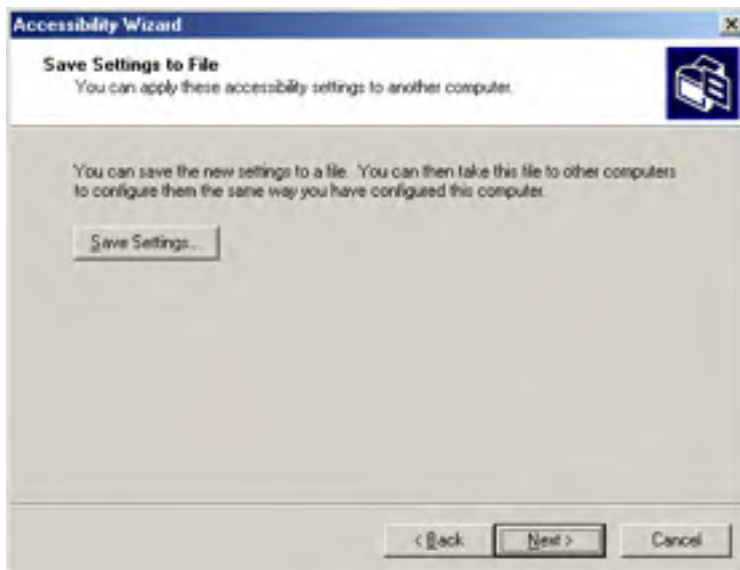 Accessibility Wizard
Save Settings to File
You can apply these accessibility settings to another computer.
You can save the new settings to a file. You can then take this file to other computers
to configure them the same way you have configured this computer.
Save Settings...
< Back
Next >
Cancel